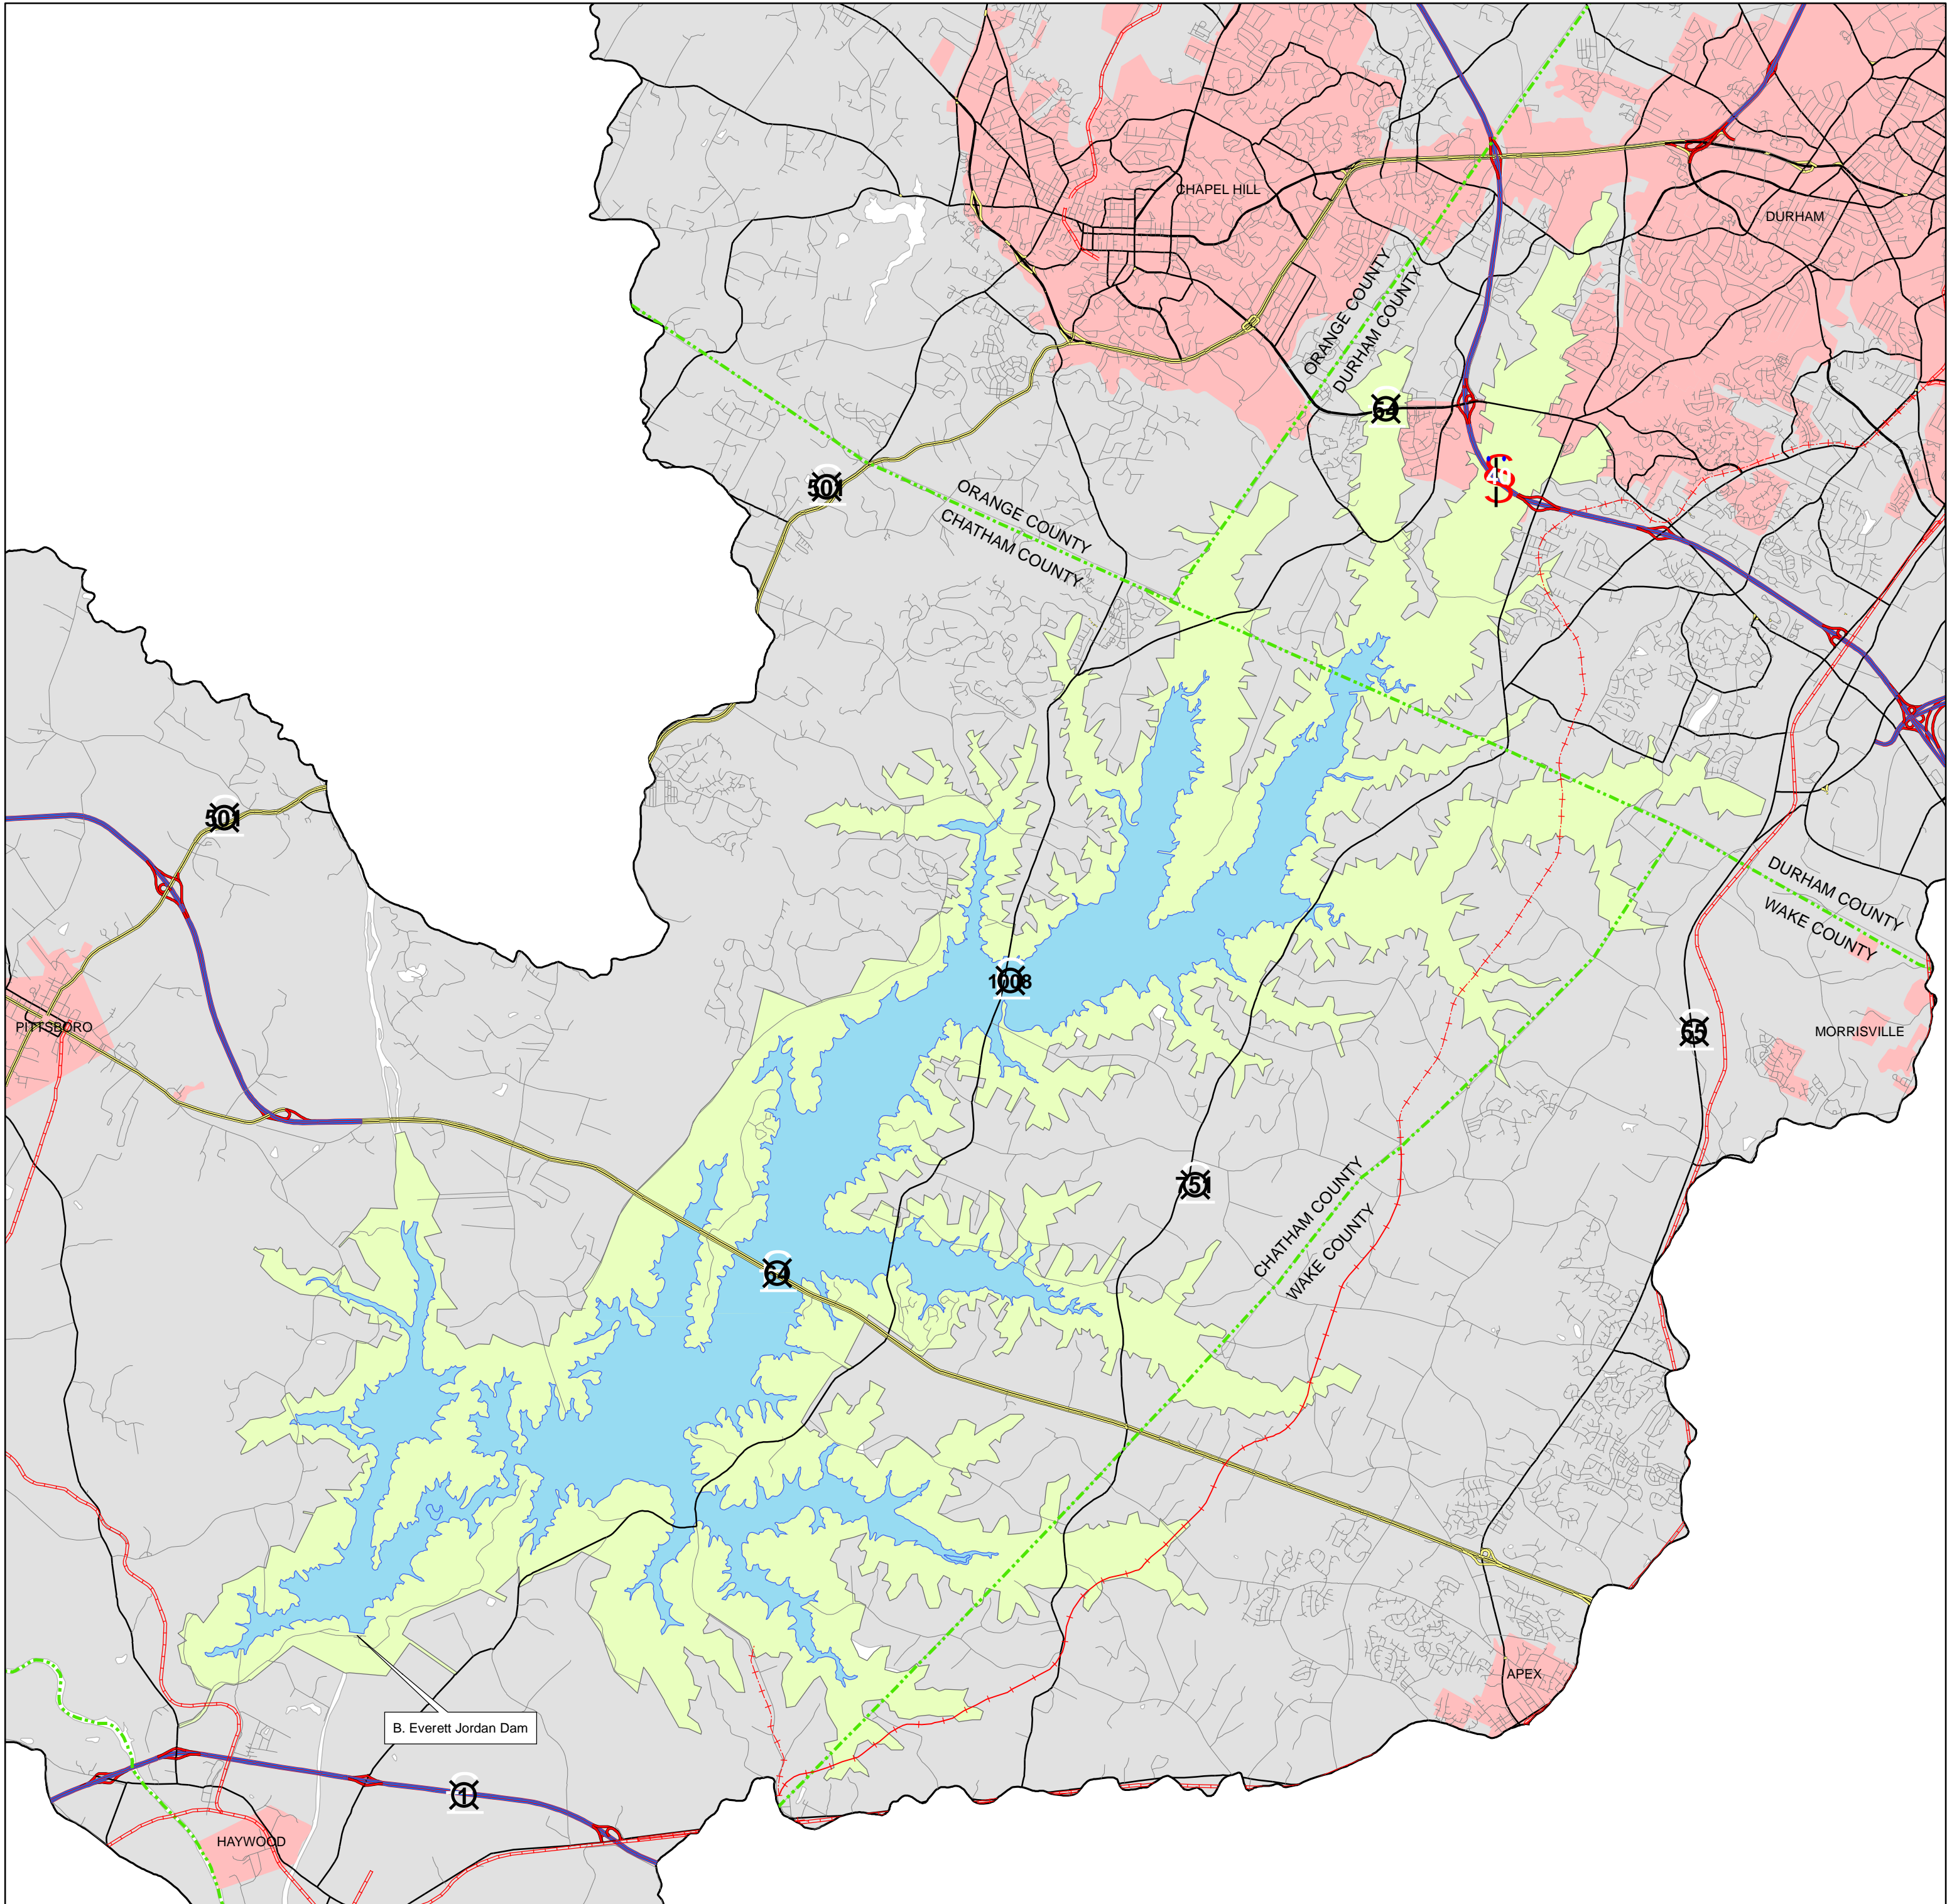 CHAPEL HILL
DURHAM
ORANGE COUNTY
DURHAM COUNTY
54
40
501
ORANGE COUNTY
CHATHAM COUNTY
501
DURHAM COUNTY
WAKE COUNTY
1008
PITTSBORO
55
MORRISVILLE
751
CHATHAM COUNTY
WAKE COUNTY
64
APEX
B. Everett Jordan Dam
1
HAYWOOD